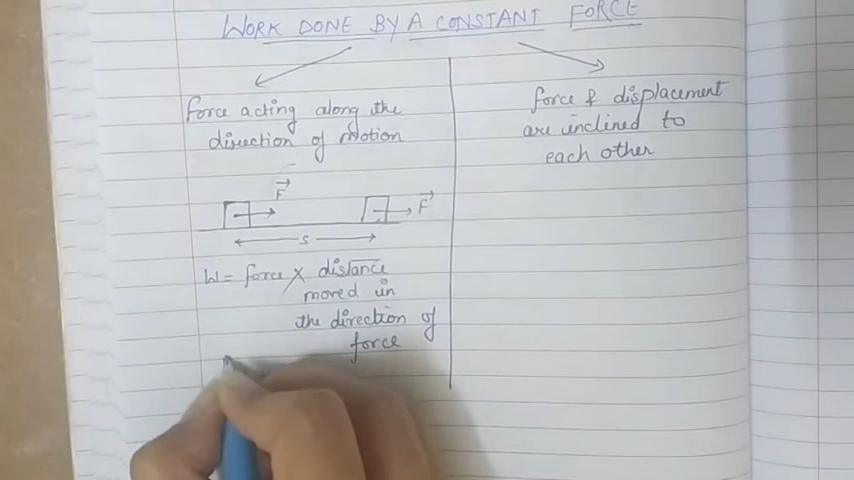 WORK DONE BY A CONSTANT FORCE
force acting along the
direction of motion
F F
S
W = force × distance
moved in
the direction of
force
force & displacement
are inclined to
each other